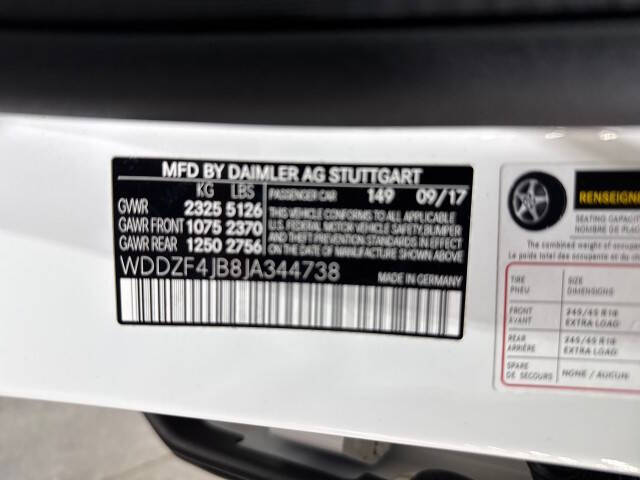 MFD BY DAIMLER AG STUTTGART
KG LBS
GVWR 2325 5126
GAWR FRONT 1075 2370
GAWR REAR 1250 2756
PASSENGER CAR 149 09/17
THIS VEHICLE CONFORMS TO ALL APPLICABLE
U.S. FEDERAL MOTOR VEHICLE SAFETY, BUMPER,
AND THEFT PREVENTION STANDARDS IN EFFECT ON
THE DATE OF MANUFACTURE SHOWN ABOVE
WDDZF4JB8JA344738
MADE IN GERMANY
RENSEIGNE
SEATING CAPACI
NOMBRE DE PLAC
The combined weight of occup
Le poids total des occupants
TIRE
PNEU
SIZE
DIMENSIONS
FRONT
AVANT
245/45 R18
EXTRA LOAD
REAR
ARRIÈRE
245/45 R18
EXTRA LOAD
SPARE
DE SECOURS
NONE / AUCUN